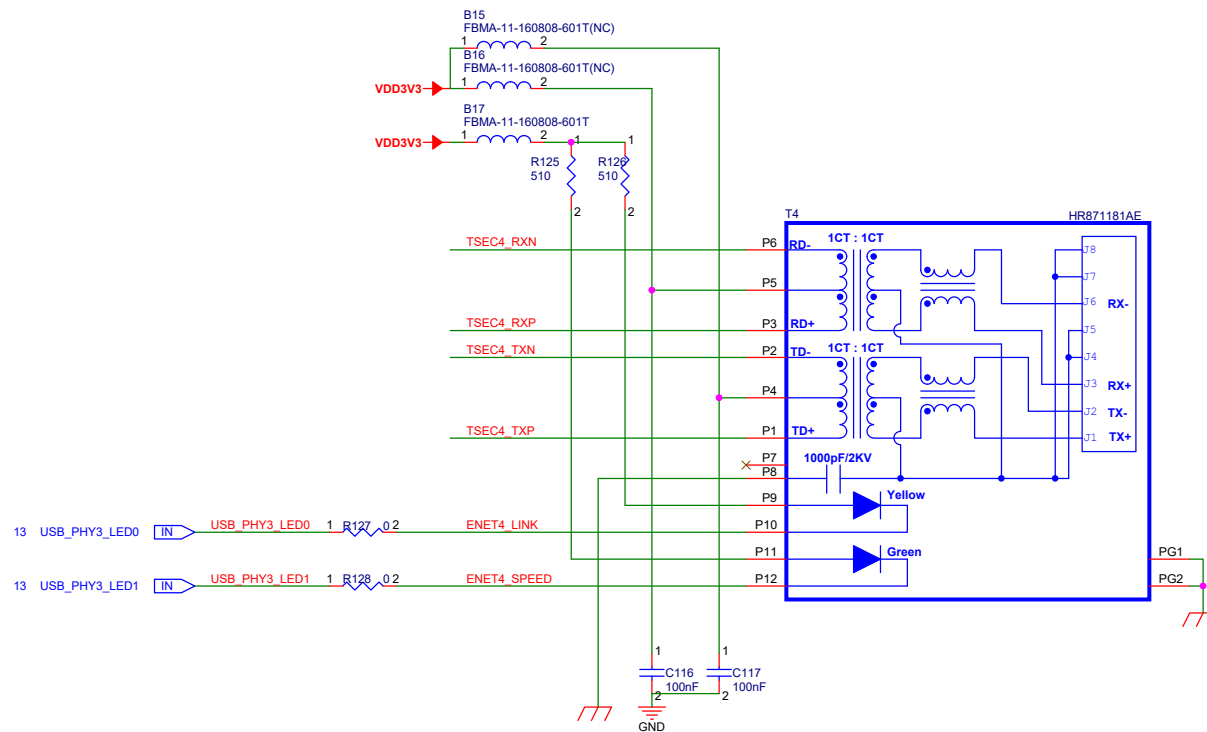 B15
FBMA-11-160808-601T(NC)
1 2
B16
FBMA-11-160808-601T(NC)
VDD3V3 1 2
B17
FBMA-11-160808-601T
VDD3V3 1 2 1 1
R125 R126
510 510
2 2
T4 HR871181AE
TSEC4_RXN P6 RD- 1CT : 1CT J8
P5 J7
J6 RX-
TSEC4_RXP P3 RD+ J5
TSEC4_TXN P2 TD- 1CT : 1CT J4
J3 RX+
P4 J2 TX-
TSEC4_TXP P1 TD+ J1 TX+
P7 1000pF/2KV
P8
P9 Yellow
13 USB_PHY3_LED0 IN USB_PHY3_LED0 1 R127 0 2 ENET4_LINK P10
P11 Green PG1
13 USB_PHY3_LED1 IN USB_PHY3_LED1 1 R128 0 2 ENET4_SPEED P12 PG2
1 1
C116 C117
100nF 100nF
2 2
GND